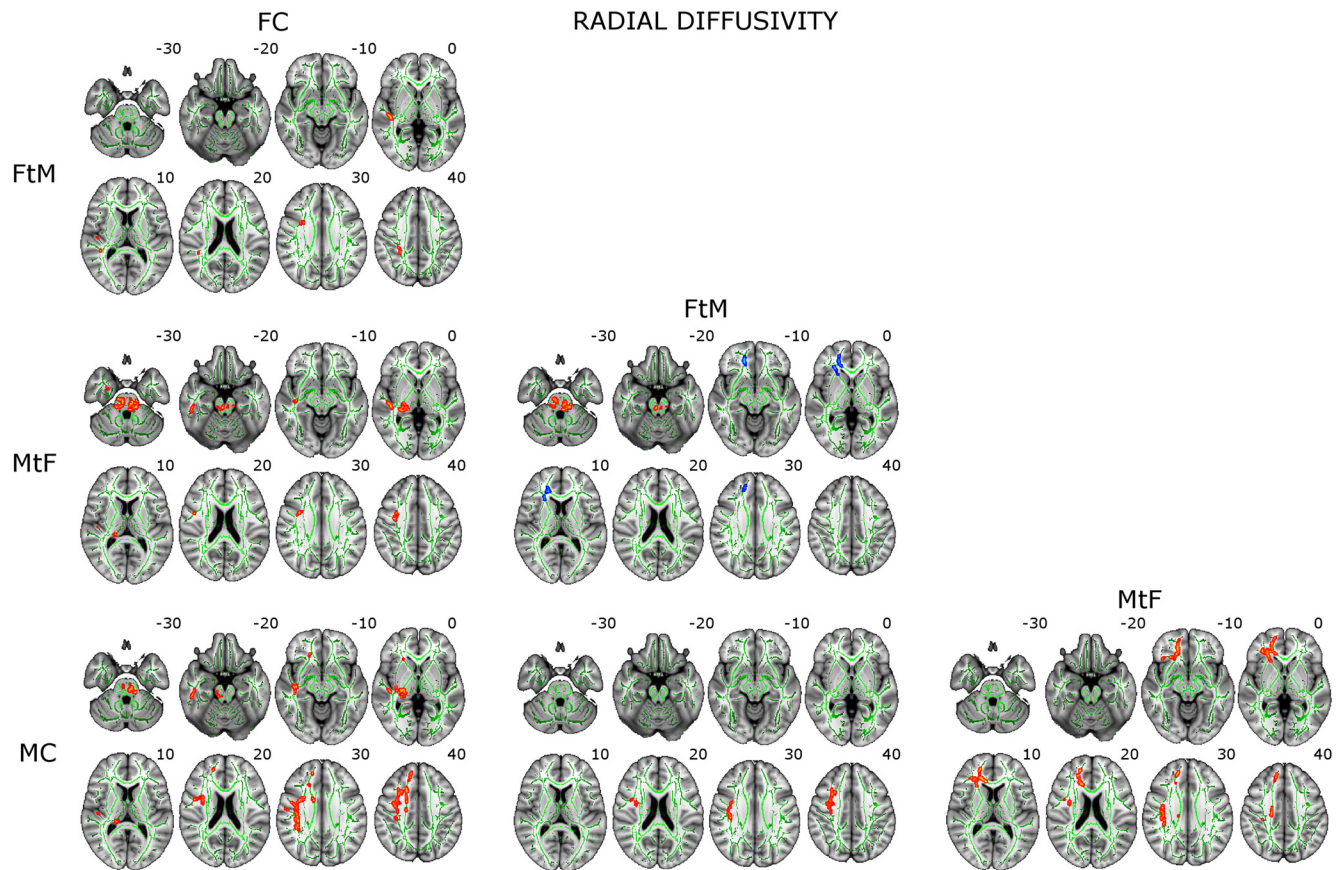 FC RADIAL DIFFUSIVITY
-30 -20 -10 0
FtM
10 20 30 40
FtM
-30 -20 -10 0 -30 -20 -10 0
MtF
10 20 30 40 10 20 30 40
MtF
-30 -20 -10 0 -30 -20 -10 0 -30 -20 -10 0
MC
10 20 30 40 10 20 30 40 10 20 30 40